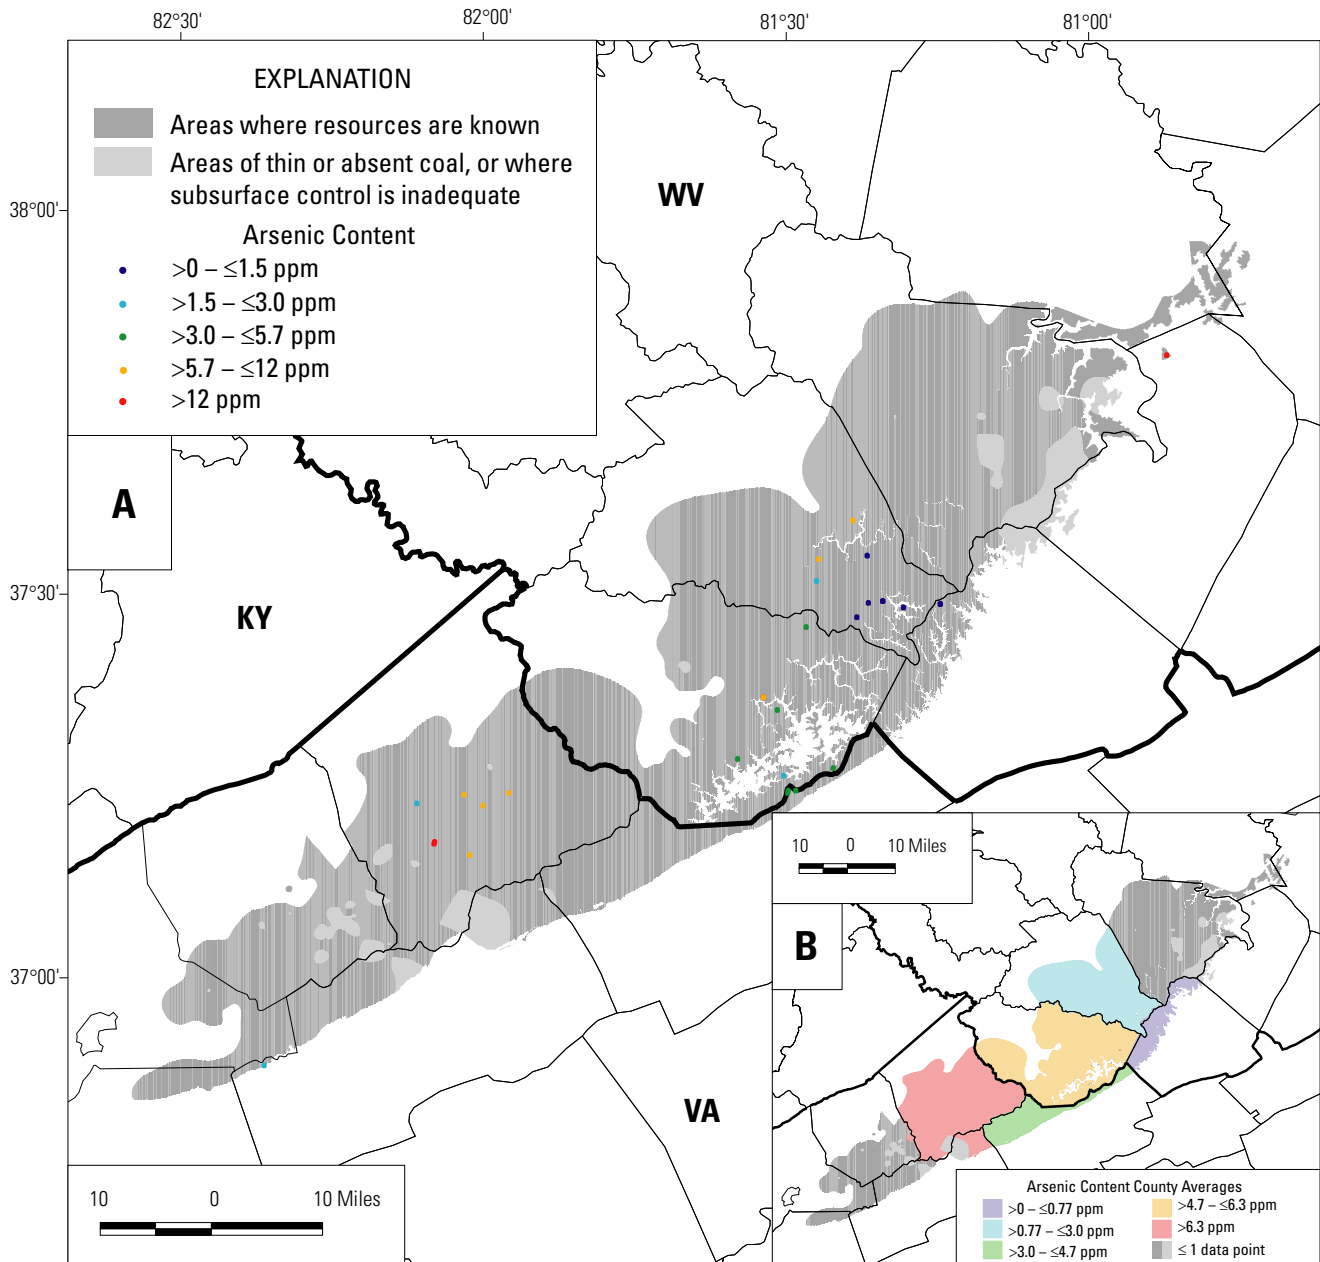 82°30' 82°00' 81°30' 81°00'
EXPLANATION
Areas where resources are known
Areas of thin or absent coal, or where
subsurface control is inadequate
Arsenic Content
>0 – ≤1.5 ppm
>1.5 – ≤3.0 ppm
>3.0 – ≤5.7 ppm
>5.7 – ≤12 ppm
>12 ppm
WV
38°00'
A
37°30'
KY
37°00'
VA
10 0 10 Miles
10 0 10 Miles
B
Arsenic Content County Averages
>0 – ≤0.77 ppm
>0.77 – ≤3.0 ppm
>3.0 – ≤4.7 ppm
>4.7 – ≤6.3 ppm
>6.3 ppm
≤ 1 data point